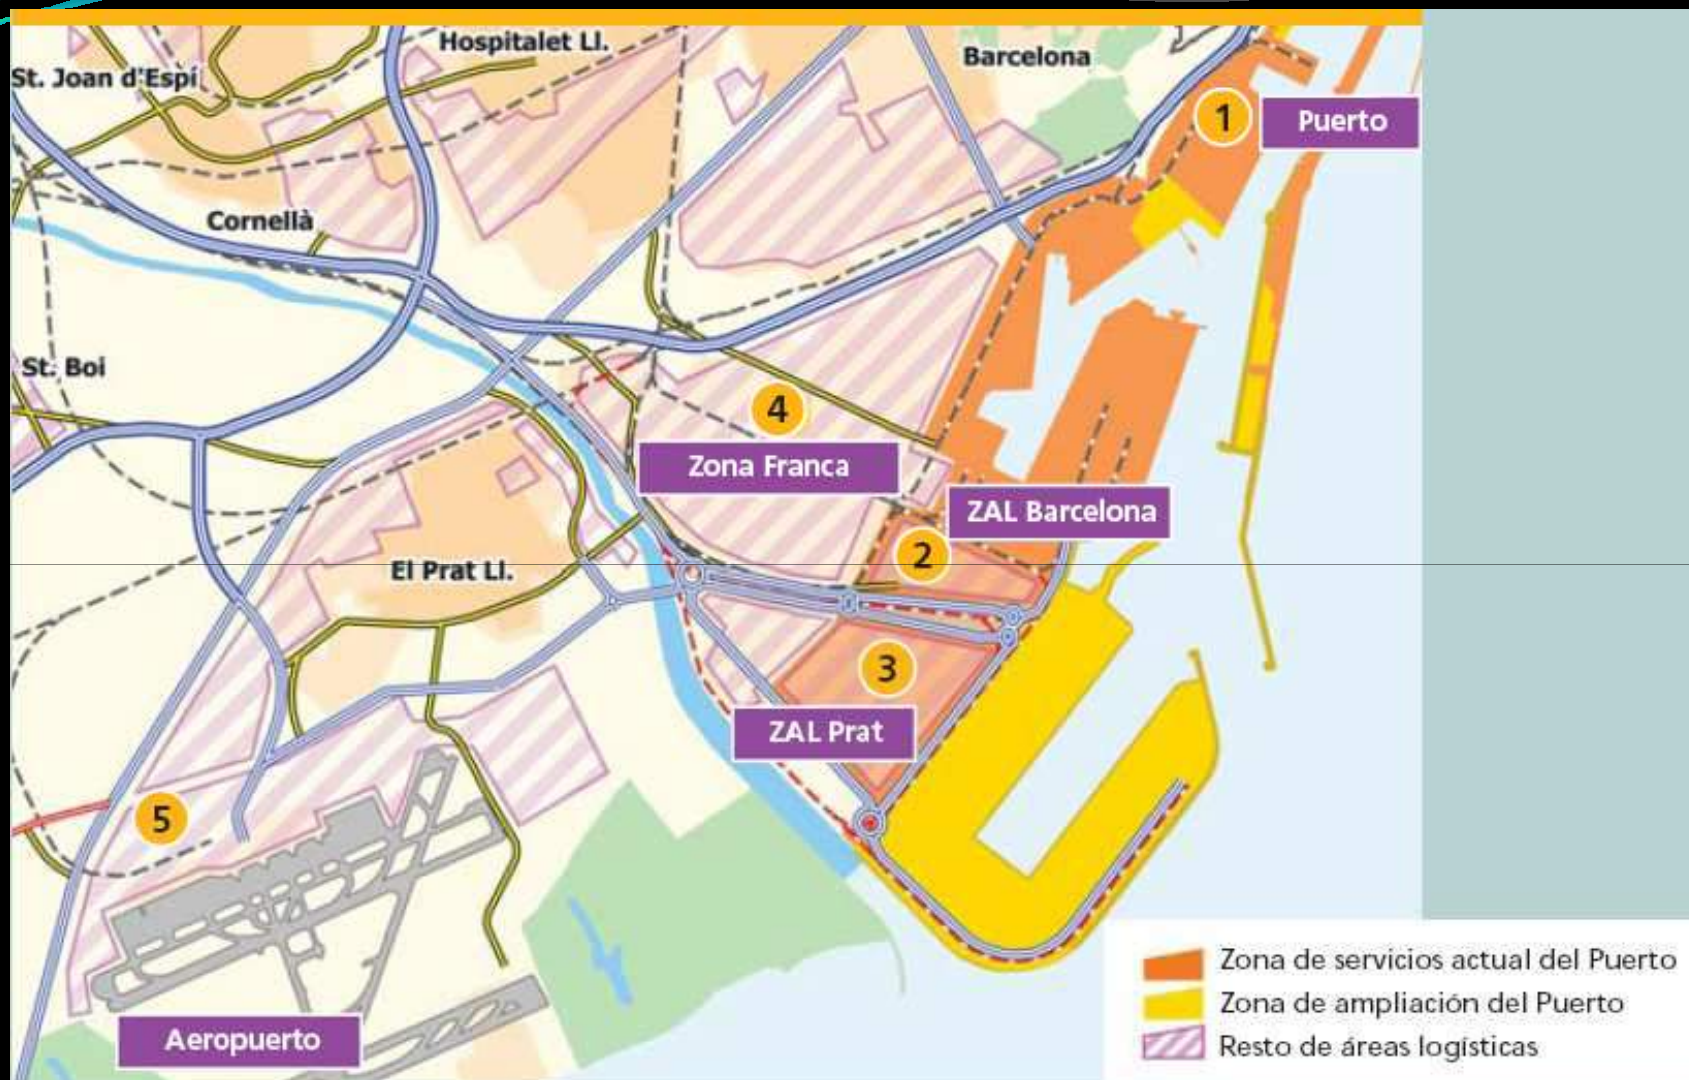 Hospitalet Ll.
Barcelona
St. Joan d'Espí
1
Puerto
Cornellà
St. Boi
4
Zona Franca
ZAL Barcelona
2
El Prat Ll.
3
ZAL Prat
5
Aeropuerto
Zona de servicios actual del Puerto
Zona de ampliación del Puerto
Resto de áreas logísticas